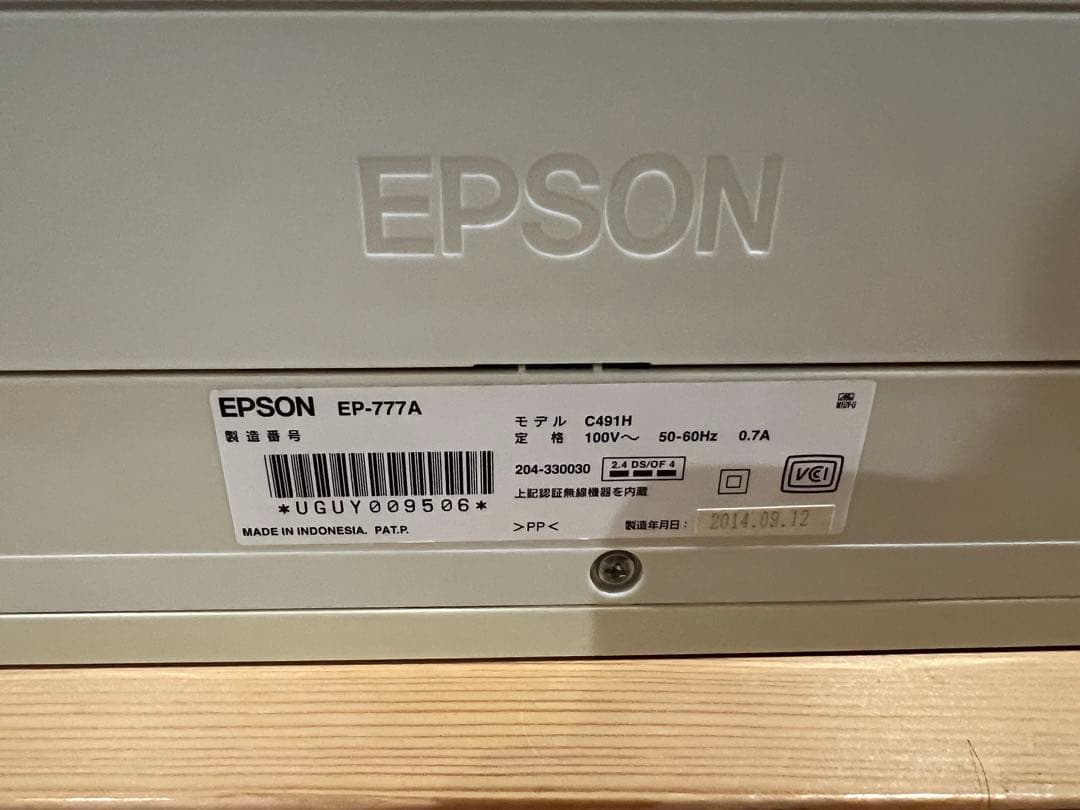 EPSON
EPSON EP-777A
製造番号
*UGUY009506*
MADE IN INDONESIA. PAT.P.
モデル C491H
定格 100V～ 50-60Hz 0.7A
204-330030 2.4 DS/OF 4
上記認証無線機器を内蔵
>PP< 製造年月日: 2014.09.12
VCI